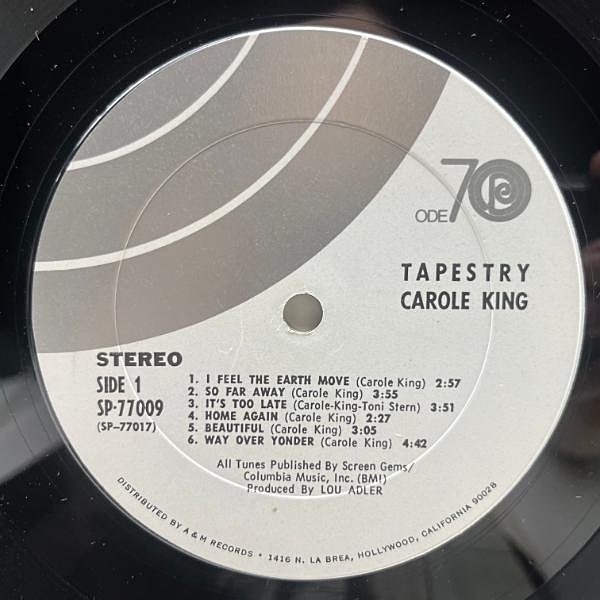 ODE 70
TAPESTRY
CAROLE KING
STEREO
SIDE 1
SP-77009
(SP-77017)
1. I FEEL THE EARTH MOVE (Carole King) 2:57
2. SO FAR AWAY (Carole King) 3:55
3. IT'S TOO LATE (Carole-King-Toni Stern) 3:51
4. HOME AGAIN (Carole King) 2:27
5. BEAUTIFUL (Carole King) 3:05
6. WAY OVER YONDER (Carole King) 4:42
All Tunes Published By Screen Gems/
Columbia Music, Inc. (BMI)
Produced By LOU ADLER
DISTRIBUTED BY A & M RECORDS • 1416 N. LA BREA, HOLLYWOOD, CALIFORNIA 90028